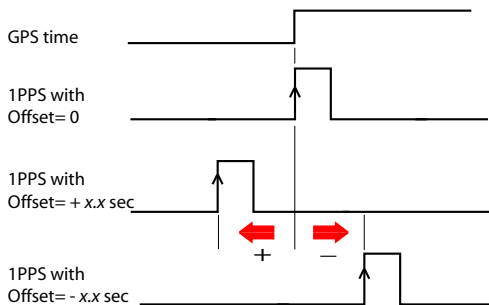 GPS time
1PPS with
Offset= 0
1PPS with
Offset= + x.x sec
+ −
1PPS with
Offset= - x.x sec